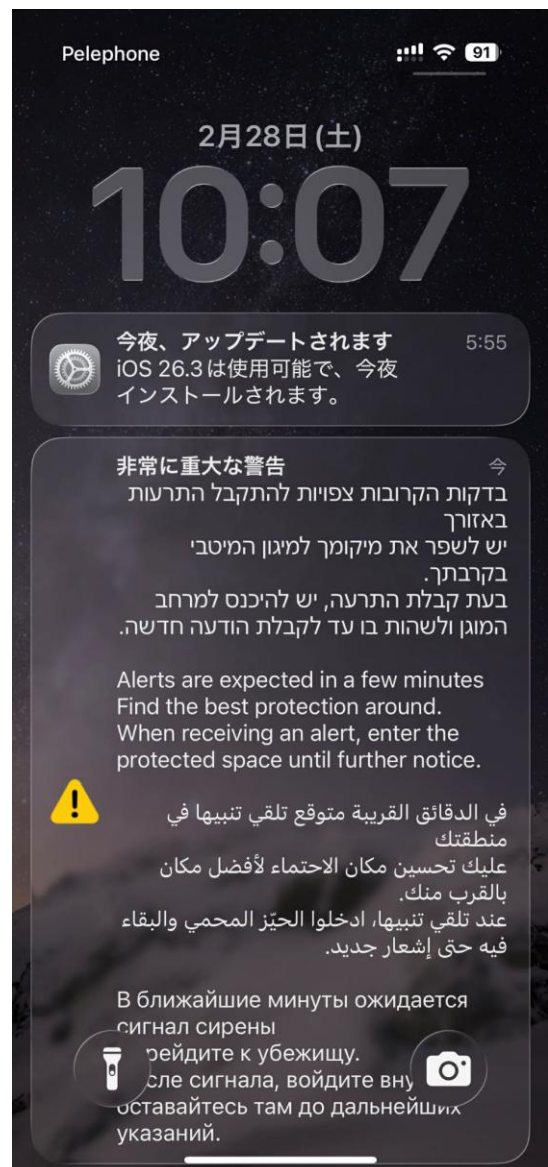 Pelephone
91
2月28日(土)
10:07
今夜、アップデートされます 5:55
iOS 26.3は使用可能で、今夜
インストールされます。
非常に重大な警告 今
בדקות הקרובות צפויות להתקבל התרעות
באזורך
יש לשפר את מיקומך למיגון המיטבי
בקרבתך.
בעת קבלת התרעה, יש להיכנס למרחב
המוגן ולשהות בו עד לקבלת הודעה חדשה.
Alerts are expected in a few minutes
Find the best protection around.
When receiving an alert, enter the
protected space until further notice.
في الدقائق القريبة متوقع تلقي تنبيها في
منطقتك
عليك تحسين مكان الاحتماء لأفضل مكان
بالقرب منك.
عند تلقي تنبيها، ادخلوا الحيّز المحمي والبقاء
فيه حتى إشعار جديد.
В ближайшие минуты ожидается
сигнал сирены
рейдите к убежищу.
сле сигнала, войдите вну
оставайтесь там до дальнейших
указаний.